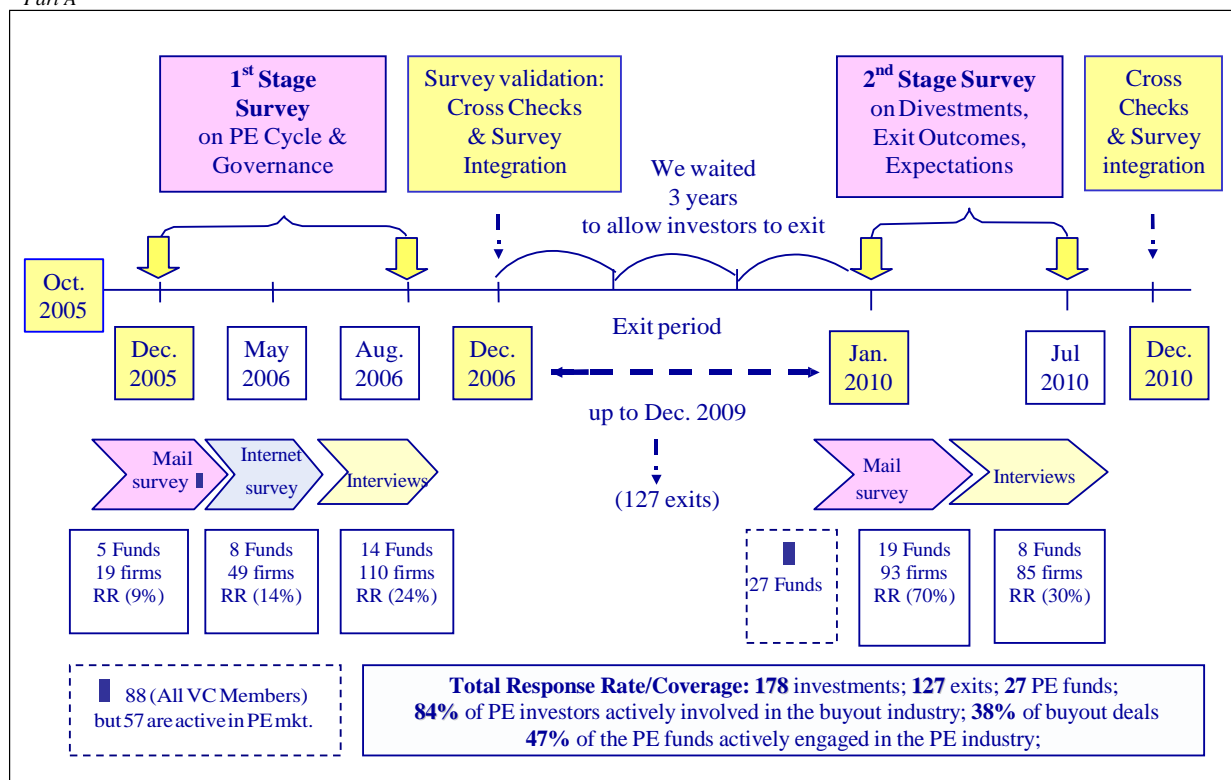 Part A
1st Stage
Survey
on PE Cycle &
Governance
Survey validation:
Cross Checks
& Survey
Integration
We waited
3 years
to allow investors to exit
2nd Stage Survey
on Divestments,
Exit Outcomes,
Expectations
Cross
Checks
& Survey
integration
Oct.
2005
Dec.
2005
May
2006
Aug.
2006
Dec.
2006
Exit period
up to Dec. 2009
(127 exits)
Jan.
2010
Jul
2010
Dec.
2010
Mail
survey
Internet
survey
Interviews
Mail
survey
Interviews
5 Funds
19 firms
RR (9%)
8 Funds
49 firms
RR (14%)
14 Funds
110 firms
RR (24%)
27 Funds
19 Funds
93 firms
RR (70%)
8 Funds
85 firms
RR (30%)
88 (All VC Members)
but 57 are active in PE mkt.
Total Response Rate/Coverage: 178 investments; 127 exits; 27 PE funds;
84% of PE investors actively involved in the buyout industry; 38% of buyout deals
47% of the PE funds actively engaged in the PE industry;